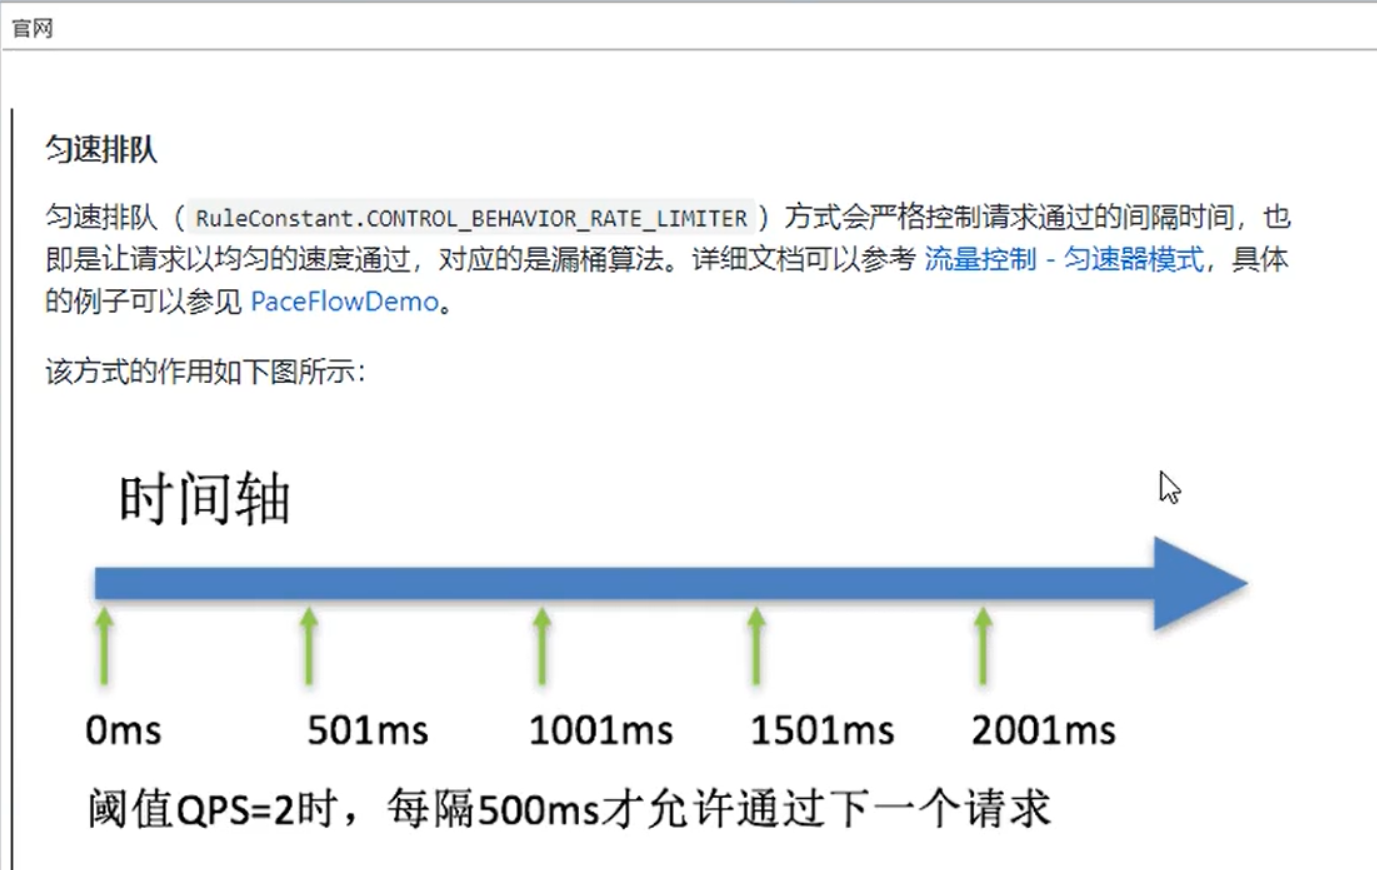 官网
匀速排队
匀速排队（RuleConstant.CONTROL_BEHAVIOR_RATE_LIMITER）方式会严格控制请求通过的间隔时间，也
即是让请求以均匀的速度通过，对应的是漏桶算法。详细文档可以参考 流量控制 - 匀速器模式，具体
的例子可以参见 PaceFlowDemo。
该方式的作用如下图所示：
时间轴
0ms 501ms 1001ms 1501ms 2001ms
阈值QPS=2时，每隔500ms才允许通过下一个请求